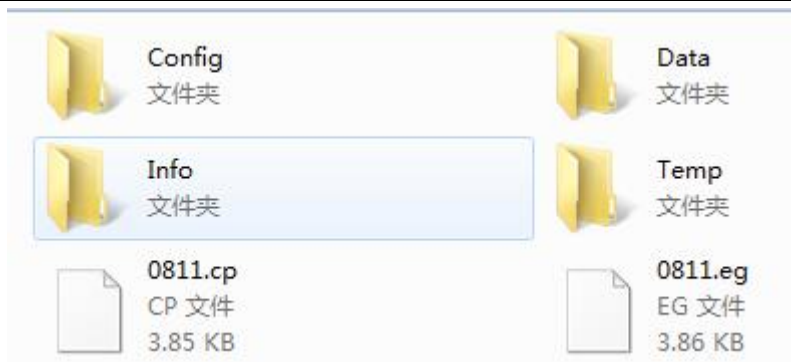 Config
文件夹
Data
文件夹
Info
文件夹
Temp
文件夹
0811.cp
CP 文件
3.85 KB
0811.eg
EG 文件
3.86 KB